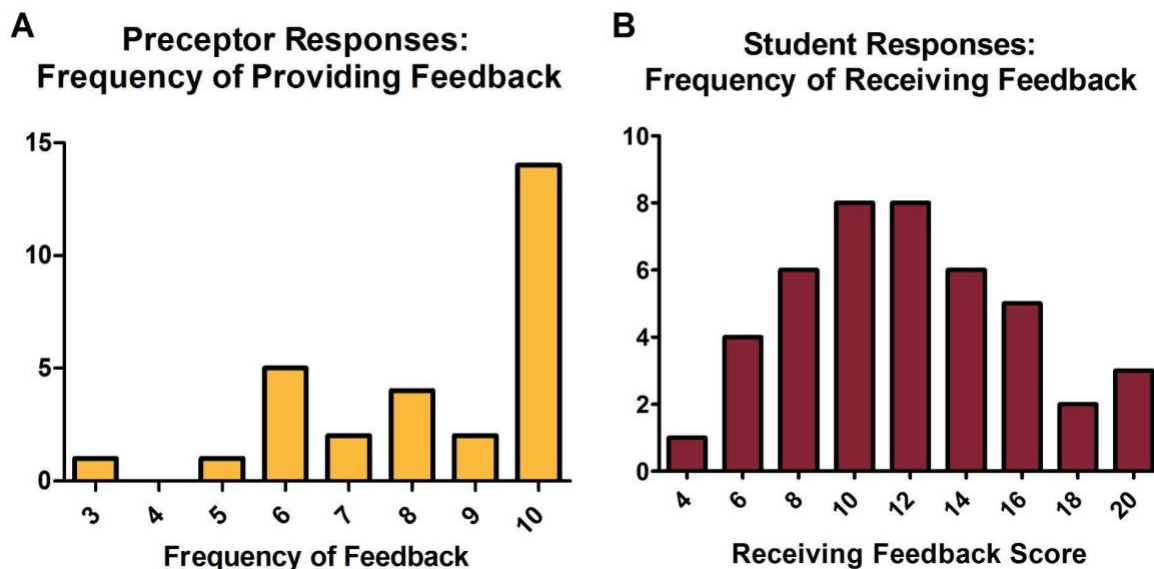 A
Preceptor Responses:
Frequency of Providing Feedback
15
10
5
0
3 4 5 6 7 8 9 10
Frequency of Feedback
B
Student Responses:
Frequency of Receiving Feedback
10
8
6
4
2
0
4 6 8 10 12 14 16 18 20
Receiving Feedback Score